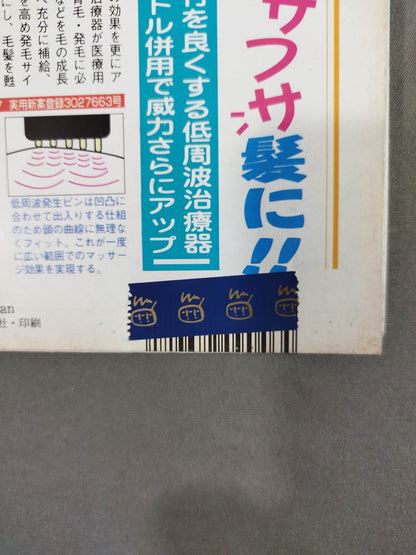 サフサ
髪に!!
行を良くする低周波治療器
トル併用で威力さらにアップ
効果を更にア
治療器が医療用
育毛・発毛に必
などを毛の成長
へ充分に補給、
を高め発毛サイ
にし、毛髪を甦
実用新案登録3027663号
低周波発生ピンは凹凸に
合わせて出入りする仕組
のため頭の曲線に無理な
くフィット。これが一度
に広い範囲でのマッサー
ジ効果を実現する。
an
社・印刷